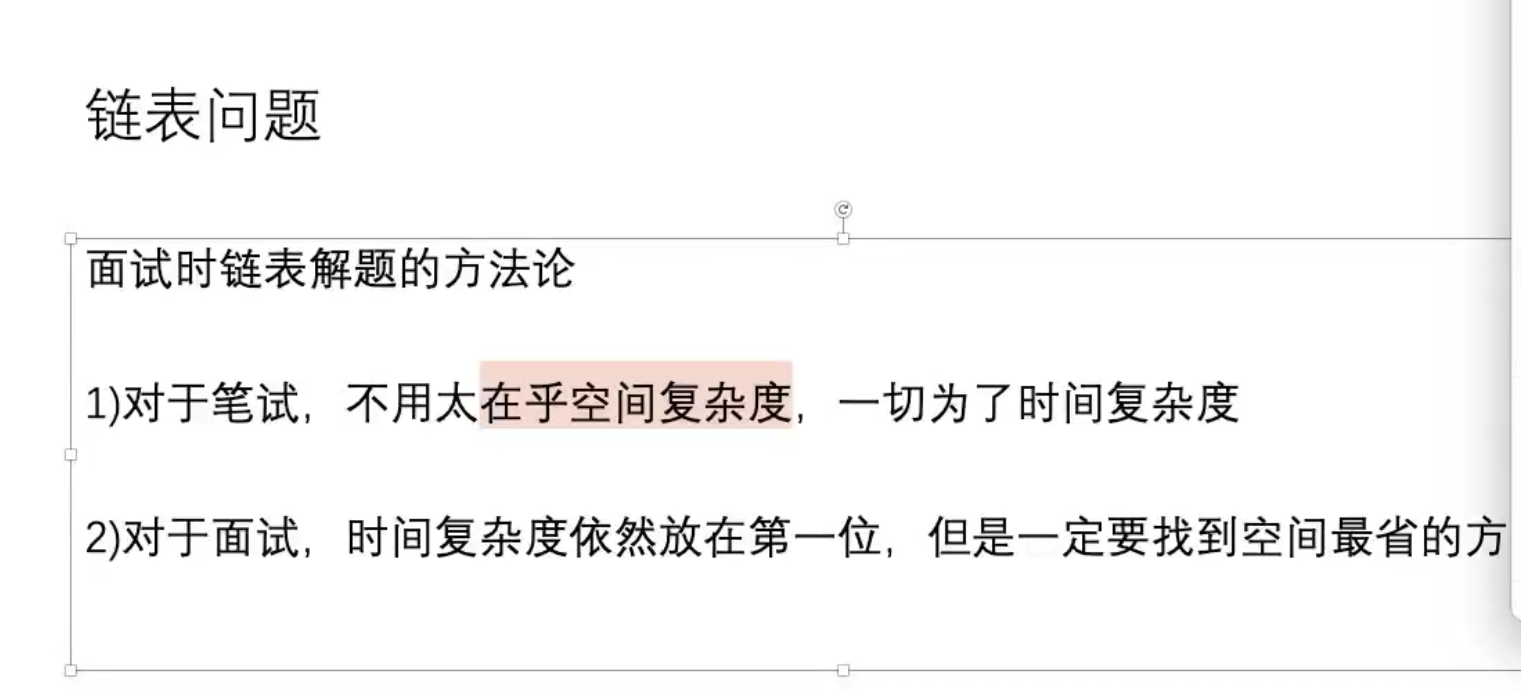 链表问题
面试时链表解题的方法论
1)对于笔试，不用太在乎空间复杂度，一切为了时间复杂度
2)对于面试，时间复杂度依然放在第一位，但是一定要找到空间最省的方